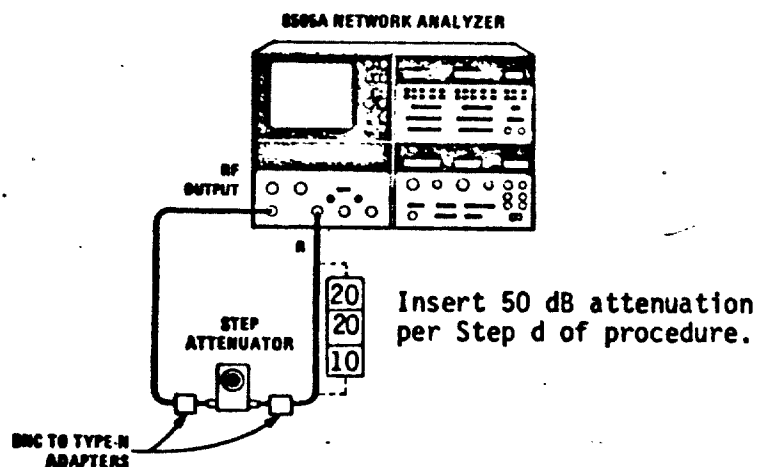 8505A NETWORK ANALYZER
RF
OUTPUT
R
20
20
10
Insert 50 dB attenuation
per Step d of procedure.
STEP
ATTENUATOR
BNC TO TYPE-N
ADAPTERS